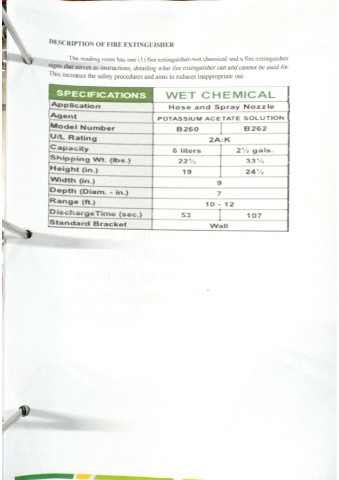 DESCRIPTION OF FIRE EXTINGUISHER
The reading room has one (1) fire extinguisher-wet chemical and a fire extinguisher
signs that serves as instructions, detailing what fire extinguisher can and cannot be used for.
This increases the safety procedures and aims to reduces inappropriate use.
SPECIFICATIONS WET CHEMICAL
Application Hose and Spray Nozzle
Agent POTASSIUM ACETATE SOLUTION
Model Number B260 B262
U/L Rating 2A:K
Capacity 6 liters 2½ gals.
Shipping Wt. (lbs.) 22½ 33½
Height (in.) 19 24½
Width (in.) 9
Depth (Diam. - in.) 7
Range (ft.) 10 - 12
Discharge Time (sec.) 53 107
Standard Bracket Wall